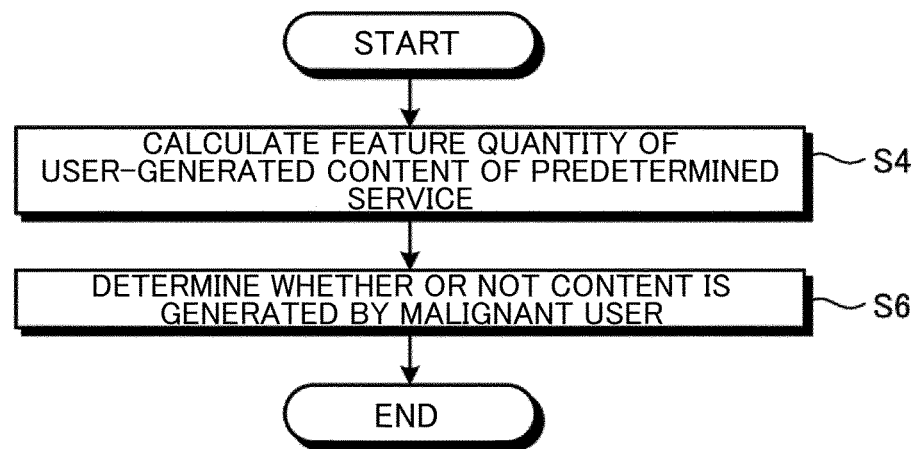 START
CALCULATE FEATURE QUANTITY OF
USER-GENERATED CONTENT OF PREDETERMINED
SERVICE
S4
DETERMINE WHETHER OR NOT CONTENT IS
GENERATED BY MALIGNANT USER
S6
END